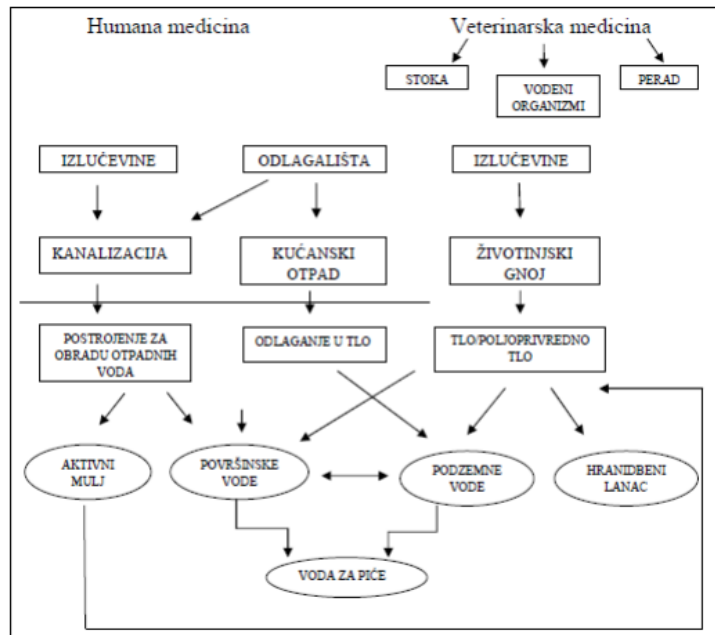 Humana medicina
Veterinarska medicina
STOKA
VODENI
ORGANIZMI
PERAD
IZLUČEVINE
ODLAGALIŠTA
IZLUČEVINE
KANALIZACIJA
KUĆANSKI
OTPAD
ŽIVOTINJSKI
GNOJ
POSTROJENJE ZA
OBRADU OTPADNIH
VODA
ODLAGANJE U TLO
TLO/POLJOPRIVREDNO
TLO
AKTIVNI
MULJ
POVRŠINSKE
VODE
PODZEMNE
VODE
HRANIDBENI
LANAC
VODA ZA PIĆE